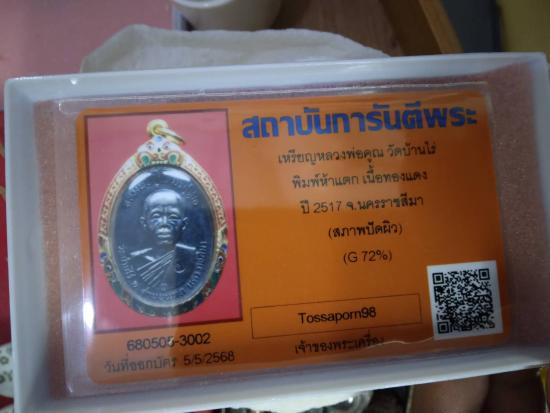 สถาบันการันตีพระ
เหรียญหลวงพ่อคูณ วัดบ้านไร่
พิมพ์ห้าแตก เนื้อทองแดง
ปี 2517 จ.นครราชสีมา
(สภาพปัดผิว)
(G 72%)
Tossaporn98
เจ้าของพระเครื่อง
680505-3002
วันที่ออกบัตร 5/5/2568